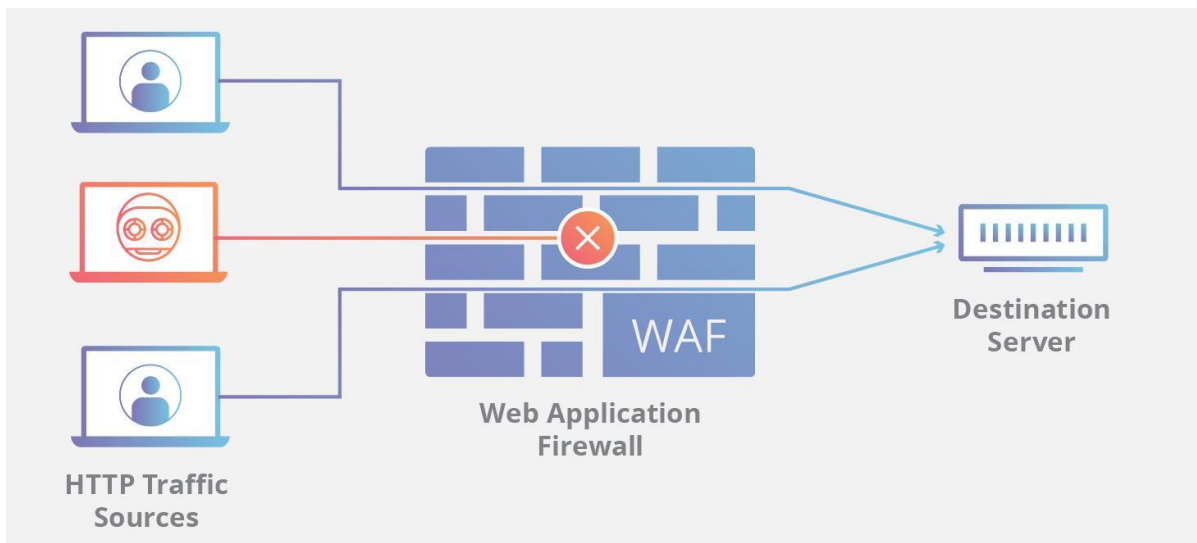 WAF
Web Application
Firewall
Destination
Server
HTTP Traffic
Sources